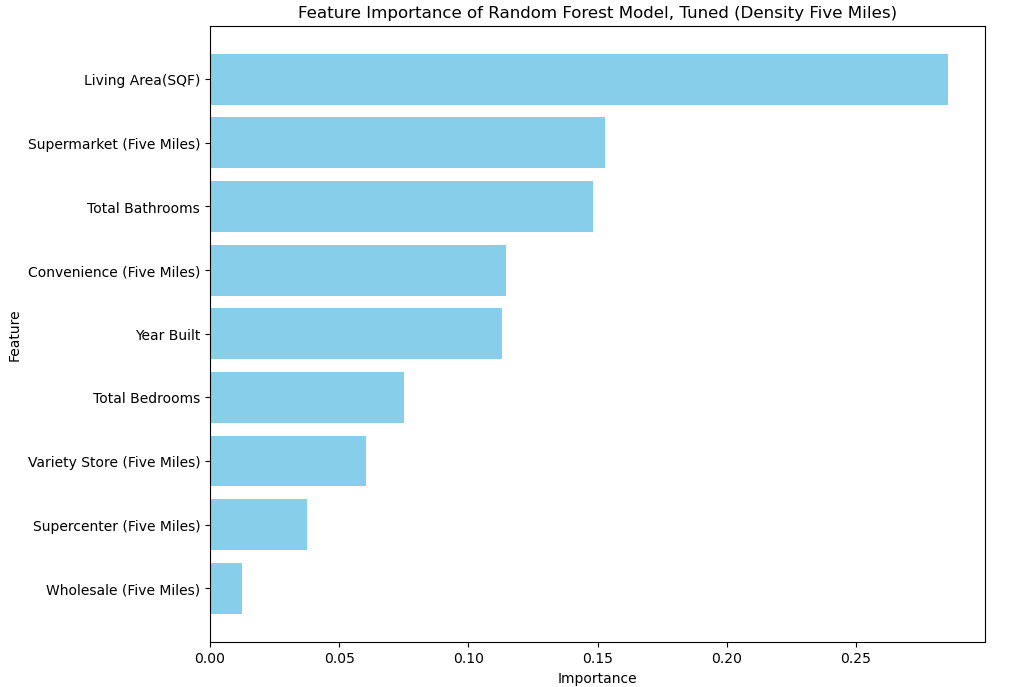 Feature Importance of Random Forest Model, Tuned (Density Five Miles)
Living Area(SQF)
Supermarket (Five Miles)
Total Bathrooms
Convenience (Five Miles)
Year Built
Total Bedrooms
Variety Store (Five Miles)
Supercenter (Five Miles)
Wholesale (Five Miles)
Feature
0.00 0.05 0.10 0.15 0.20 0.25
Importance